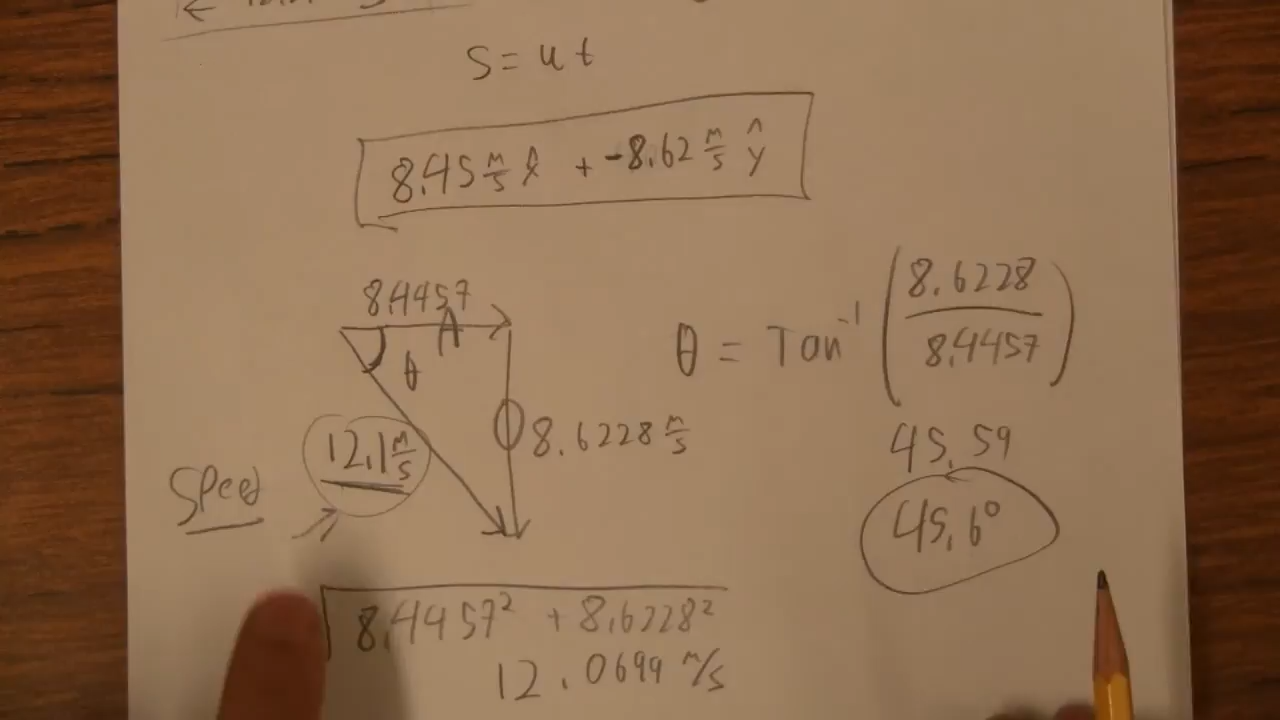 S = ut
8.45 m/s x̂ + -8.62 m/s ŷ
8.4457
A
θ
O
8.6228 m/s
12.1 m/s
Speed
θ = Tan⁻¹ (8.6228 / 8.4457)
45.59
45.6°
√ 8.4457² + 8.6228²
12.0699 m/s